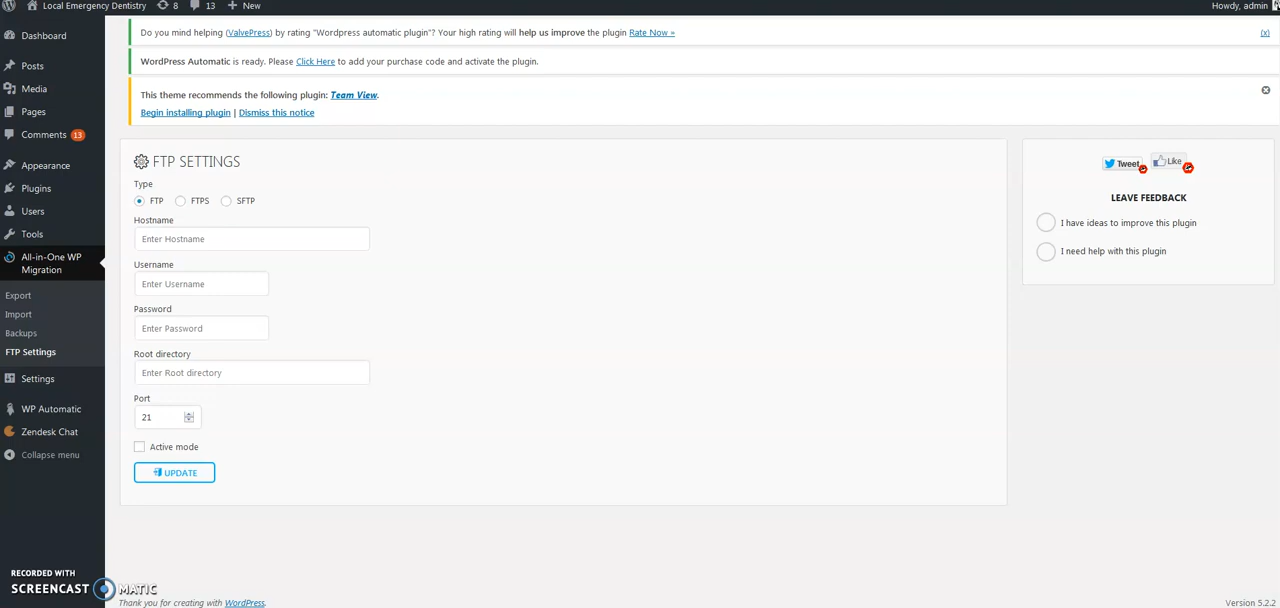 Local Emergency Dentistry 8 13 New Howdy, admin
Do you mind helping (ValvePress) by rating "Wordpress automatic plugin"? Your high rating will help us improve the plugin Rate Now » (x)
WordPress Automatic is ready. Please Click Here to add your purchase code and activate the plugin.
This theme recommends the following plugin: Team View.
Begin installing plugin | Dismiss this notice
Dashboard
Posts
Media
Pages
Comments 13
Appearance
Plugins
Users
Tools
All-in-One WP
Migration
Export
Import
Backups
FTP Settings
Settings
WP Automatic
Zendesk Chat
Collapse menu
FTP SETTINGS
Type
FTP FTPS SFTP
Hostname
Enter Hostname
Username
Enter Username
Password
Enter Password
Root directory
Enter Root directory
Port
21
Active mode
UPDATE
Tweet Like
LEAVE FEEDBACK
I have ideas to improve this plugin
I need help with this plugin
RECORDED WITH
SCREENCAST MATIC
Thank you for creating with WordPress. Version 5.2.2